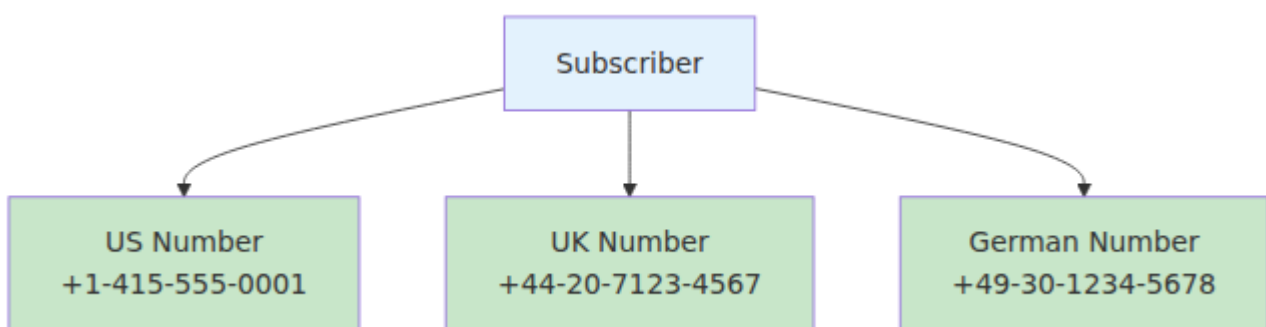 Subscriber
US Number
+1-415-555-0001
UK Number
+44-20-7123-4567
German Number
+49-30-1234-5678